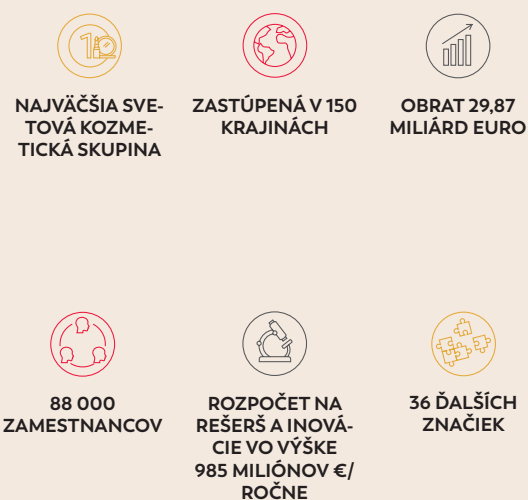 1
NAJVÄČŠIA SVE-
TOVÁ KOZME-
TICKÁ SKUPINA
ZASTÚPENÁ V 150
KRAJINÁCH
OBRAT 29,87
MILIÁRD EURO
88 000
ZAMESTNANCOV
ROZPOČET NA
REŠERŠ A INOVÁ-
CIE VO VÝŠKE
985 MILIÓNOV €/
ROČNE
36 ĎALŠÍCH
ZNAČIEK